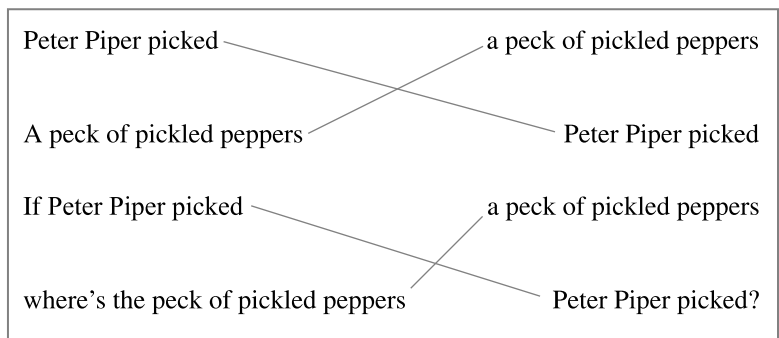 Peter Piper picked a peck of pickled peppers
A peck of pickled peppers Peter Piper picked
If Peter Piper picked a peck of pickled peppers
where’s the peck of pickled peppers Peter Piper picked?